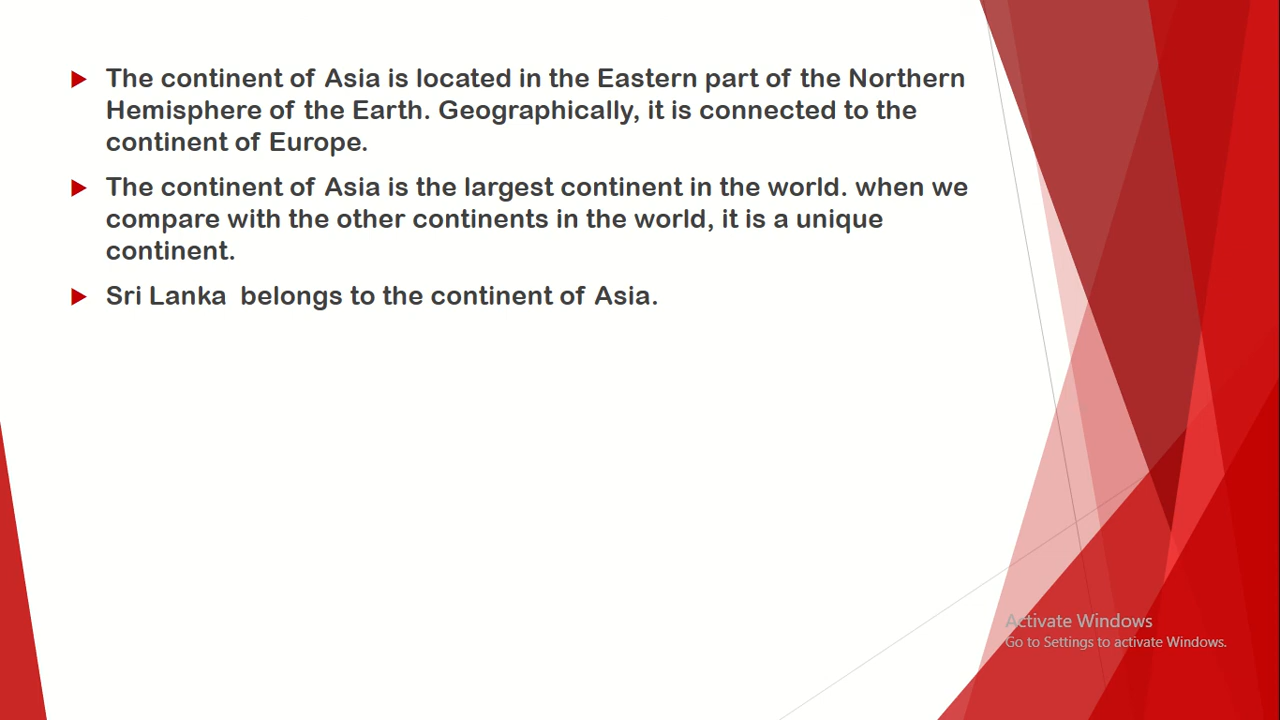 The continent of Asia is located in the Eastern part of the Northern
Hemisphere of the Earth. Geographically, it is connected to the
continent of Europe.
The continent of Asia is the largest continent in the world. when we
compare with the other continents in the world, it is a unique
continent.
Sri Lanka  belongs to the continent of Asia.
Activate Windows
Go to Settings to activate Windows.